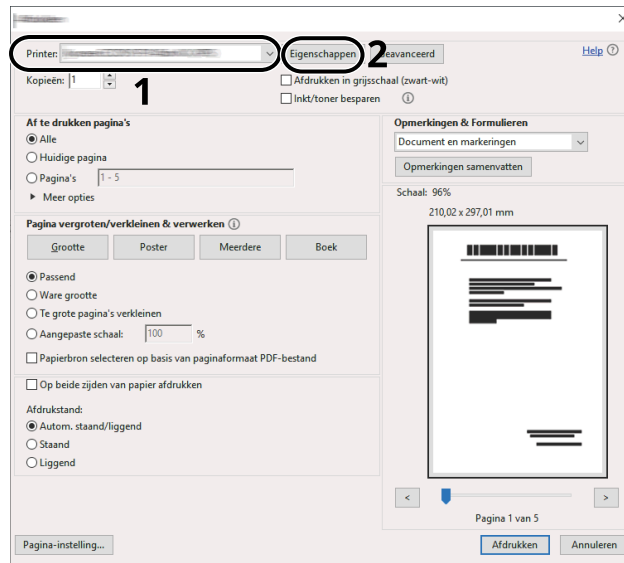 Printer:
Eigenschappen
2
eavanceerd
Help
Kopieën:
1
1
Afdrukken in grijsschaal (zwart-wit)
Inkt/toner besparen
Af te drukken pagina's
Alle
Huidige pagina
Pagina's
1 - 5
Meer opties
Pagina vergroten/verkleinen & verwerken
Grootte
Poster
Meerdere
Boek
Passend
Ware grootte
Te grote pagina's verkleinen
Aangepaste schaal:
100
%
Papierbron selecteren op basis van paginaformaat PDF-bestand
Op beide zijden van papier afdrukken
Afdrukstand:
Autom. staand/liggend
Staand
Liggend
Opmerkingen & Formulieren
Document en markeringen
Opmerkingen samenvatten
Schaal: 96%
210,02 x 297,01 mm
<
>
Pagina 1 van 5
Pagina-instelling...
Afdrukken
Annuleren